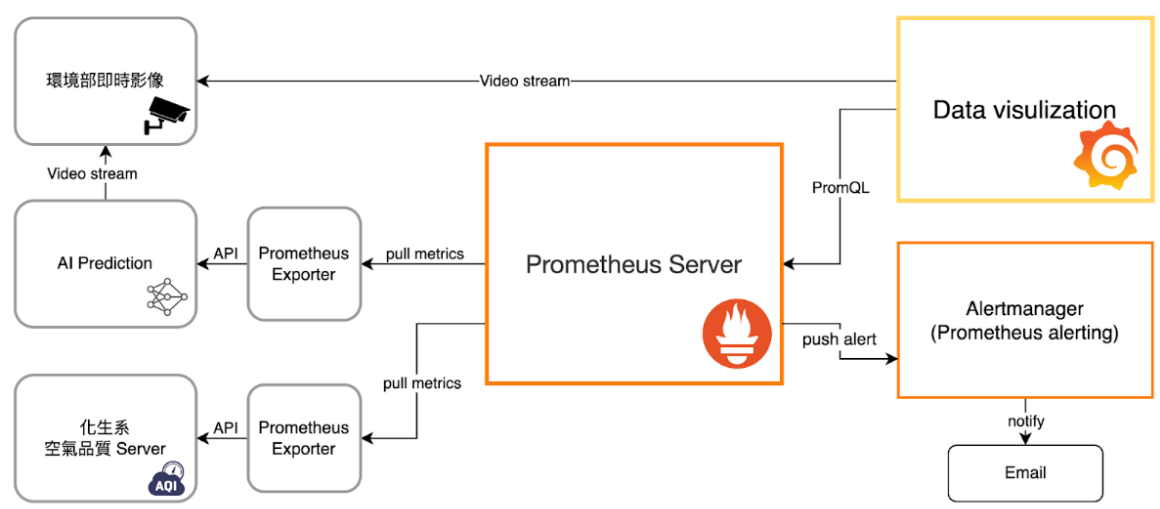 環境部即時影像
Video stream
Data visulization
Video stream
PromQL
AI Prediction
API
Prometheus
Exporter
pull metrics
Prometheus Server
push alert
Alertmanager
(Prometheus alerting)
化生系
空氣品質 Server
AQI
API
Prometheus
Exporter
pull metrics
notify
Email